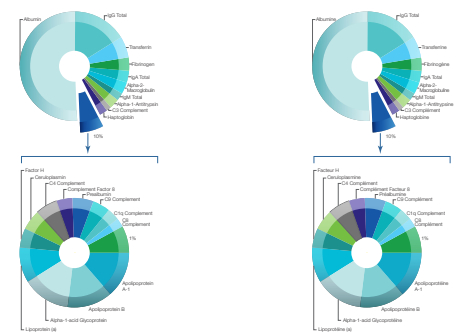 Albumin
IgG Total
Transferrin
Fibrinogen
IgA Total
Alpha-2-
Macroglobulin
IgM Total
Alpha-1-Antitrypsin
C3 Complement
Haptoglobin
10%
Factor H
Ceruloplasmin
C4 Complement
Complement Factor B
Prealbumin
C9 Complement
C1q Complement
C8
Complement
1%
Apolipoprotein
A-1
Apolipoprotein B
Alpha-1-acid Glycoprotein
Lipoprotein (a)
Albumine
IgG Total
Transferrine
Fibrinogène
IgA Total
Alpha-2-
Macroglobuline
IgM Total
Alpha-1-Antitrypsine
C3 Complément
Haptoglobine
10%
Facteur H
Ceruloplasmine
C4 Complément
Complément Facteur B
Préalbumine
C9 Complément
C1q Complément
C8
Complément
1%
Apolipoprotéine
A-1
Apolipoprotéine B
Alpha-1-acid Glycoprotéine
Lipoprotéine (a)